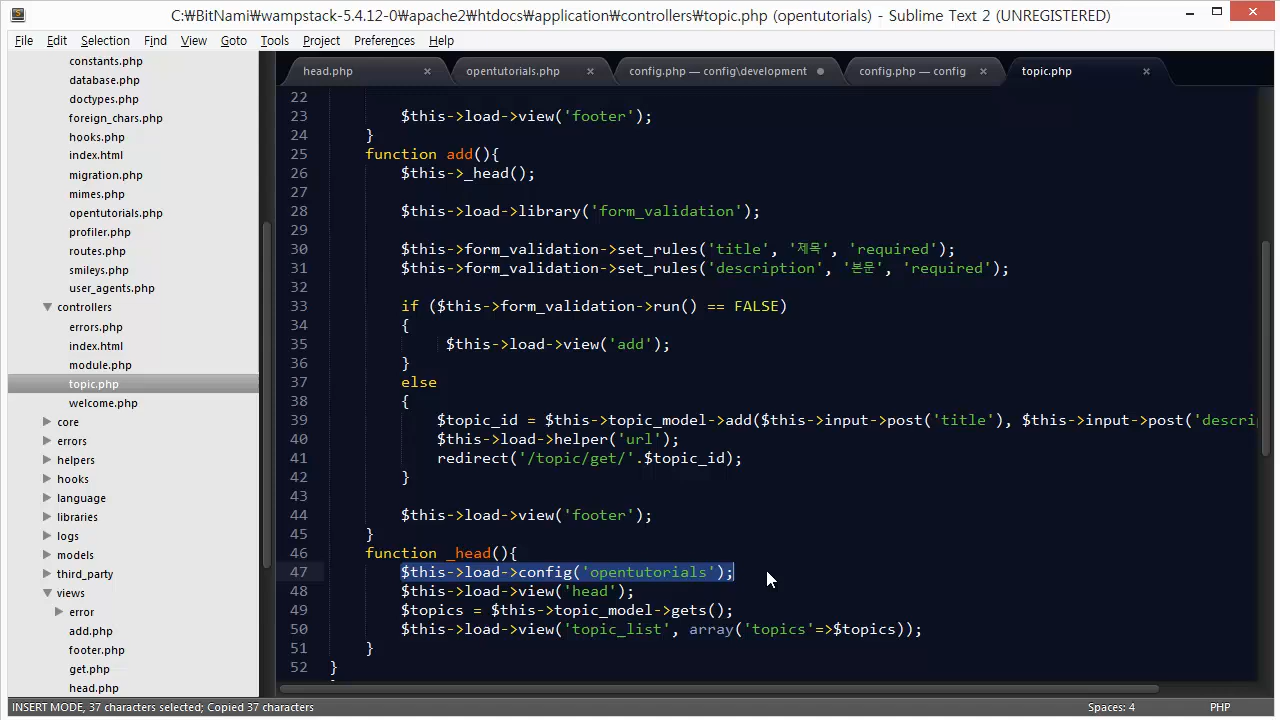 C:₩BitNami₩wampstack-5.4.12-0₩apache2₩htdocs₩application₩controllers₩topic.php (opentutorials) - Sublime Text 2 (UNREGISTERED)
File Edit Selection Find View Goto Tools Project Preferences Help
constants.php
database.php
doctypes.php
foreign_chars.php
hooks.php
index.html
migration.php
mimes.php
opentutorials.php
profiler.php
routes.php
smileys.php
user_agents.php
controllers
errors.php
index.html
module.php
topic.php
welcome.php
core
errors
helpers
hooks
language
libraries
logs
models
third_party
views
error
add.php
footer.php
get.php
head.php
head.php opentutorials.php config.php — config\development config.php — config topic.php
22
23 $this->load->view('footer');
24 }
25 function add(){
26 $this->_head();
27
28 $this->load->library('form_validation');
29
30 $this->form_validation->set_rules('title', '제목', 'required');
31 $this->form_validation->set_rules('description', '본문', 'required');
32
33 if ($this->form_validation->run() == FALSE)
34 {
35 $this->load->view('add');
36 }
37 else
38 {
39 $topic_id = $this->topic_model->add($this->input->post('title'), $this->input->post('descri
40 $this->load->helper('url');
41 redirect('/topic/get/'.$topic_id);
42 }
43
44 $this->load->view('footer');
45 }
46 function _head(){
47 $this->load->config('opentutorials');
48 $this->load->view('head');
49 $topics = $this->topic_model->gets();
50 $this->load->view('topic_list', array('topics'=>$topics));
51 }
52 }
INSERT MODE, 37 characters selected; Copied 37 characters Spaces: 4 PHP